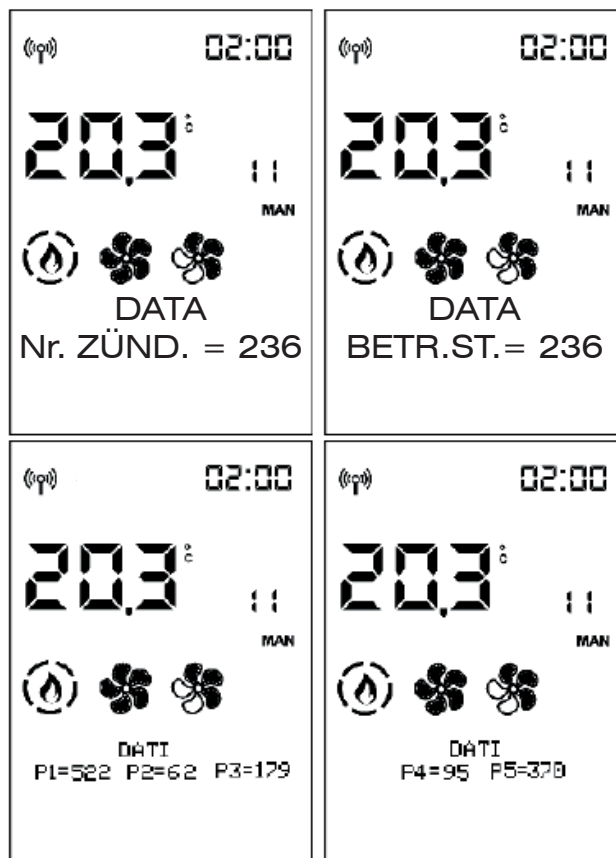 02:00
20.3 °C
11
MAN
DATA
Nr. ZÜND. = 236
02:00
20.3 °C
11
MAN
DATA
BETR.ST.= 236
02:00
20.3 °C
11
MAN
DATI
P1=522 P2=62 P3=179
02:00
20.3 °C
11
MAN
DATI
P4=95 P5=370